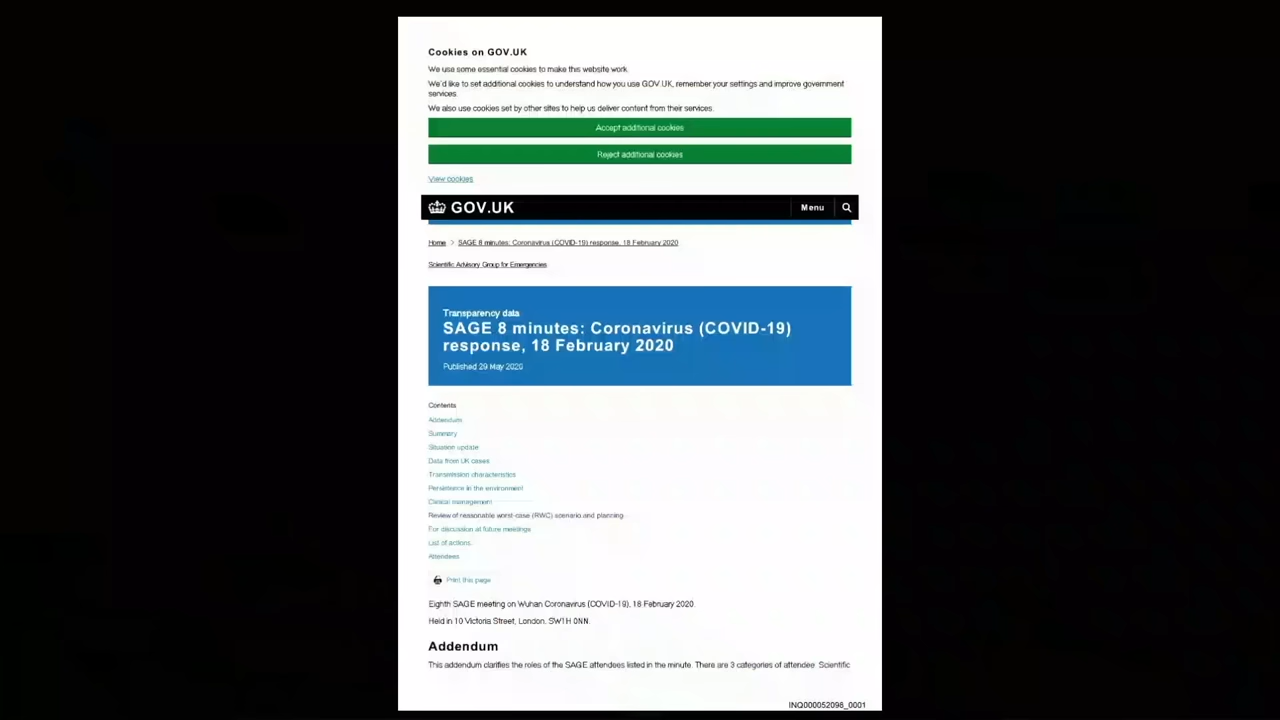 Cookies on GOV.UK
We use some essential cookies to make this website work.
We'd like to set additional cookies to understand how you use GOV.UK, remember your settings and improve government
services.
We also use cookies set by other sites to help us deliver content from their services.
Accept additional cookies
Reject additional cookies
View cookies
GOV.UK Menu
Home > SAGE 8 minutes: Coronavirus (COVID-19) response, 18 February 2020
Scientific Advisory Group for Emergencies
Transparency data
SAGE 8 minutes: Coronavirus (COVID-19)
response, 18 February 2020
Published 29 May 2020
Contents
Addendum
Summary
Situation update
Data from UK cases
Transmission characteristics
Persistence in the environment
Clinical management
Review of reasonable worst-case (RWC) scenario and planning
For discussion at future meetings
List of actions
Attendees
Print this page
Eighth SAGE meeting on Wuhan Coronavirus (COVID-19), 18 February 2020.
Held in 10 Victoria Street, London, SW1H 0NN.
Addendum
This addendum clarifies the roles of the SAGE attendees listed in the minute. There are 3 categories of attendee. Scientific
INQ000052098_0001